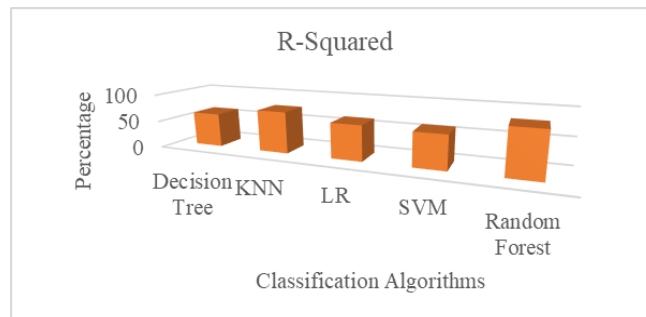 R-Squared
Percentage
100
50
0
Decision
Tree
KNN
LR
SVM
Random
Forest
Classification Algorithms